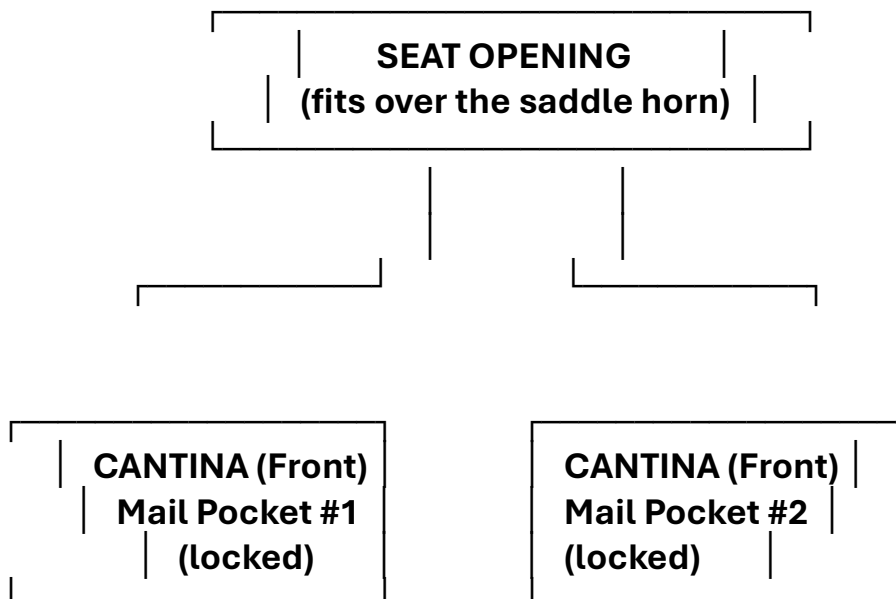 SEAT OPENING
(fits over the saddle horn)
CANTINA (Front)
Mail Pocket #1
(locked)
CANTINA (Front)
Mail Pocket #2
(locked)